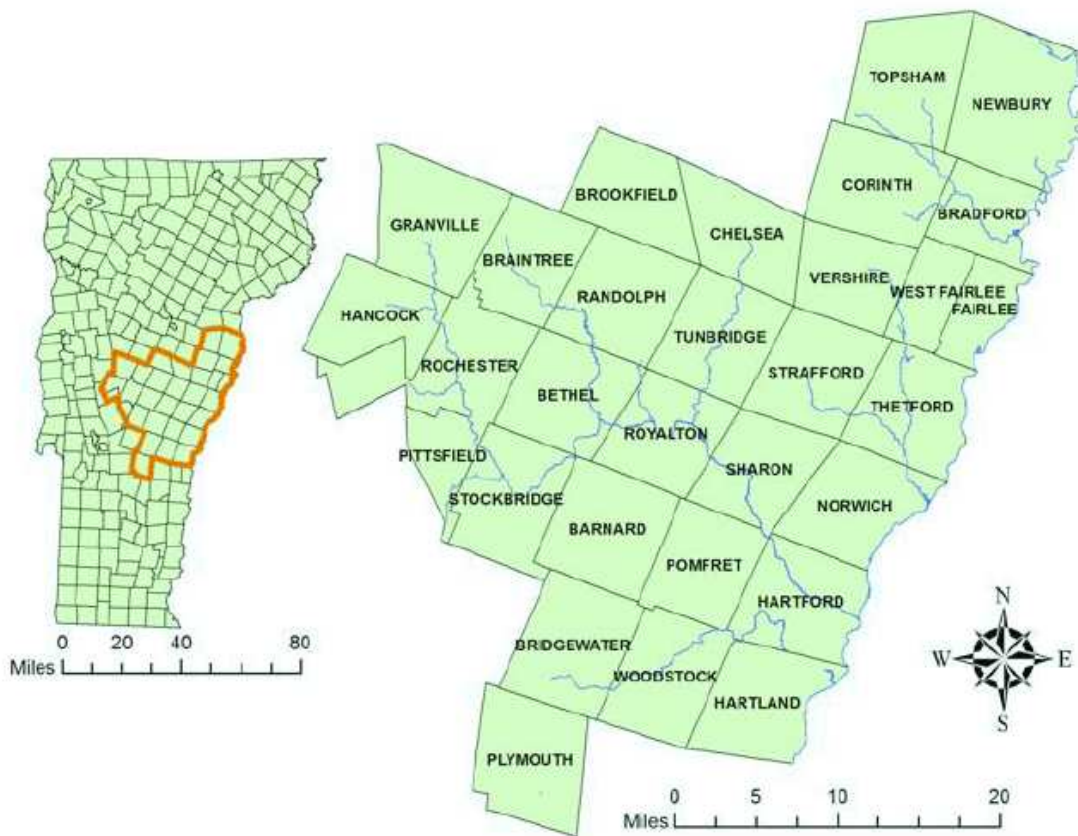 TOPSHAM
NEWBURY
CORINTH
BROOKFIELD
BRADFORD
GRANVILLE
CHELSEA
BRAINTREE
VERSHIRE
WEST FAIRLEE
RANDOLPH
FAIRLEE
HANCOCK
TUNBRIDGE
ROCHESTER
STRAFFORD
BETHEL
THETFORD
ROYALTON
PITTSFIELD
SHARON
STOCKBRIDGE
NORWICH
BARNARD
POMFRET
HARTFORD
BRIDGEWATER
WOODSTOCK
HARTLAND
PLYMOUTH
N
W E
S
0 20 40 80
Miles
0 5 10 20
Miles